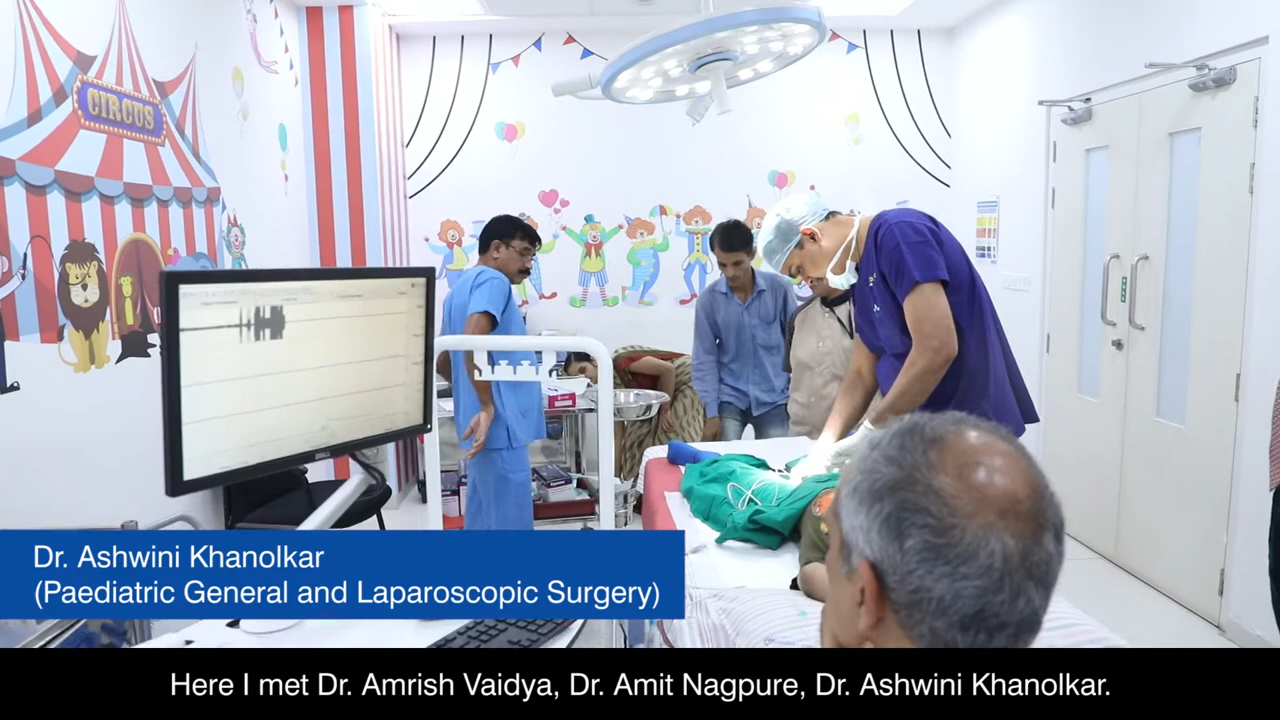 CIRCUS
Dr. Ashwini Khanolkar
(Paediatric General and Laparoscopic Surgery)
Here I met Dr. Amrish Vaidya, Dr. Amit Nagpure, Dr. Ashwini Khanolkar.